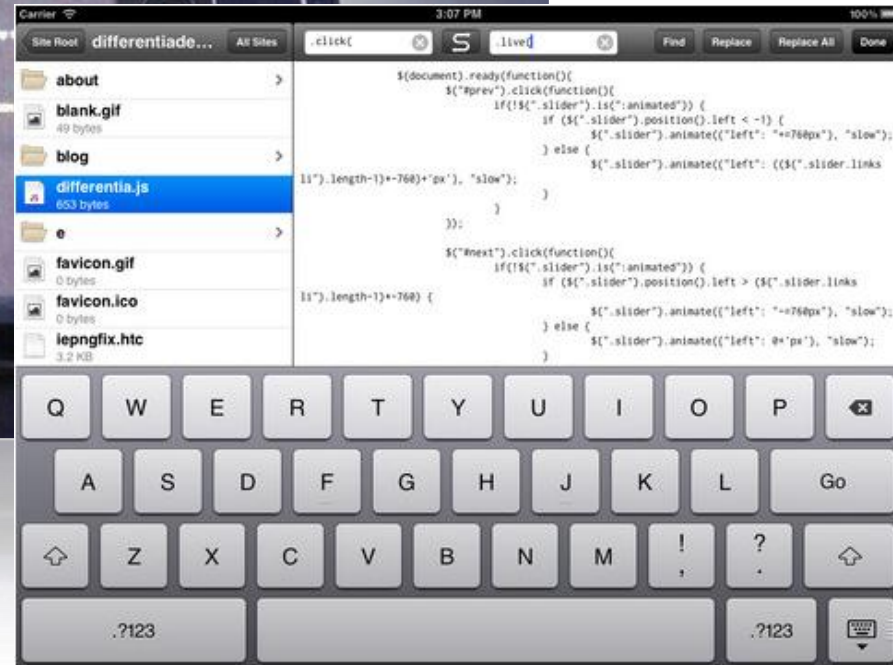 Carrier 3:07 PM 100%
Site Root differentiade... All Sites .click( S .live( Find Replace Replace All Done
about
blank.gif
49 bytes
blog
differentia.js
653 bytes
e
favicon.gif
0 bytes
favicon.ico
0 bytes
iepngfix.htc
3.2 KB
$(document).ready(function(){
$("#prev").click(function(){
if(!$(".slider").is(":animated")) {
if ($(".slider").position().left < -1) {
$(".slider").animate({"left": "+=760px"}, "slow");
} else {
$(".slider").animate({"left": (($(".slider.links
li").length-1)*-760)+'px'}, "slow");
}
}
});
$("#next").click(function(){
if(!$(".slider").is(":animated")) {
if ($(".slider").position().left > ($(".slider.links
li").length-1)*-760) {
$(".slider").animate({"left": "-=760px"}, "slow");
} else {
$(".slider").animate({"left": 0+'px'}, "slow");
}
Q W E R T Y U I O P
A S D F G H J K L Go
Z X C V B N M ! , ? .
.?123 .?123